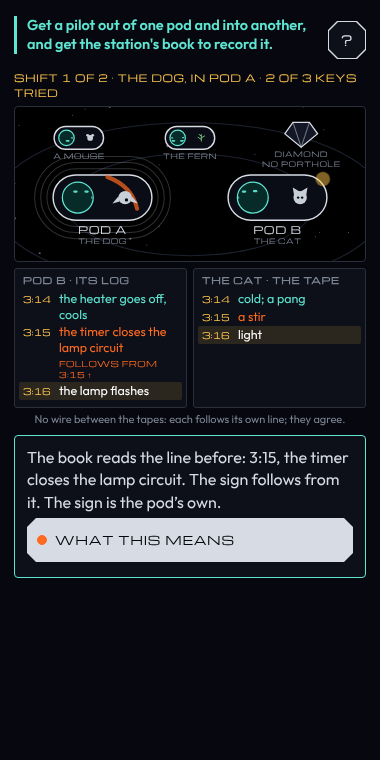 Get a pilot out of one pod and into another,
and get the station's book to record it.
?
SHIFT 1 OF 2 · THE DOG, IN POD A · 2 OF 3 KEYS
TRIED
A MOUSE
THE FERN
DIAMOND
NO PORTHOLE
POD A
THE DOG
POD B
THE CAT
POD B · ITS LOG
3:14 the heater goes off,
cools
3:15 the timer closes the
lamp circuit
FOLLOWS FROM
3:15 ↑
3:16 the lamp flashes
THE CAT · THE TAPE
3:14 cold; a pang
3:15 a stir
3:16 light
No wire between the tapes: each follows its own line; they agree.
The book reads the line before: 3:15, the timer
closes the lamp circuit. The sign follows from
it. The sign is the pod's own.
WHAT THIS MEANS